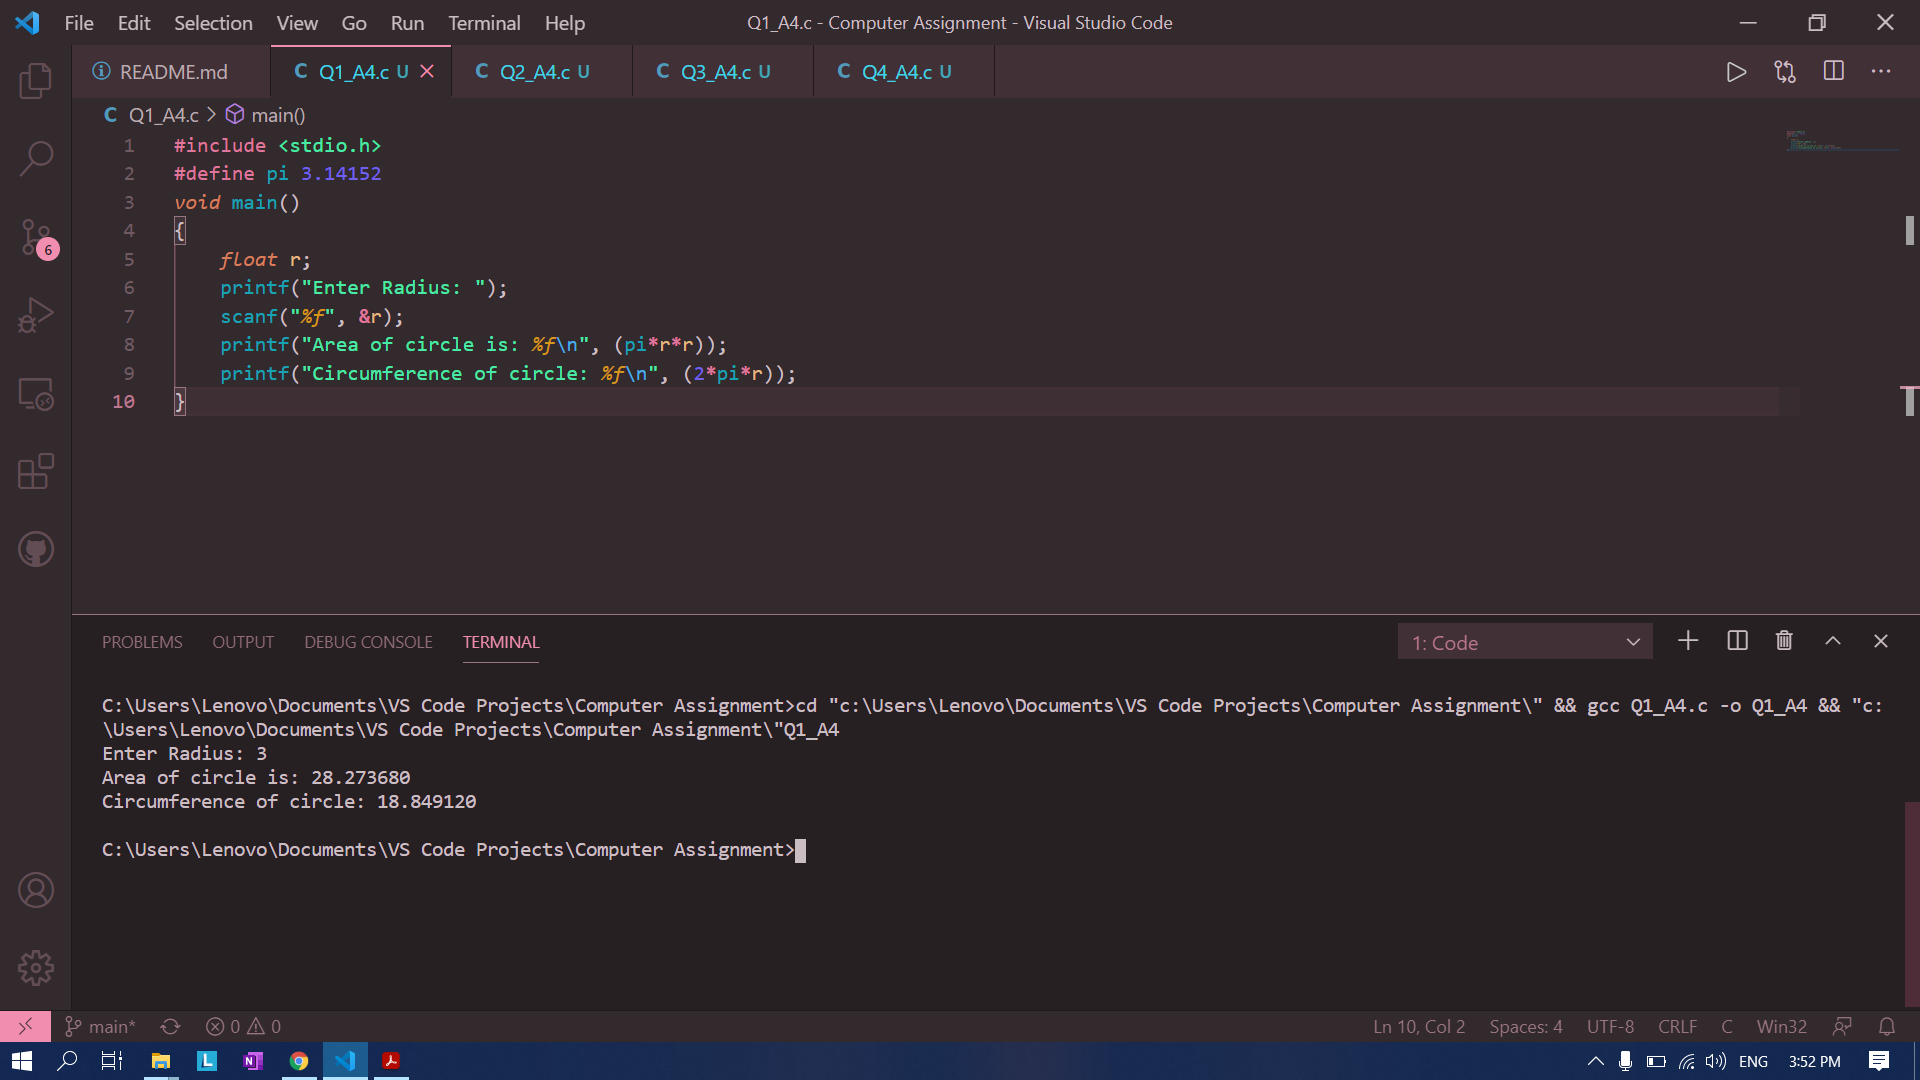 File Edit Selection View Go Run Terminal Help Q1_A4.c - Computer Assignment - Visual Studio Code
README.md C Q1_A4.c U C Q2_A4.c U C Q3_A4.c U C Q4_A4.c U
C Q1_A4.c > main()
1 #include <stdio.h>
2 #define pi 3.14152
3 void main()
4 {
5 float r;
6 printf("Enter Radius: ");
7 scanf("%f", &r);
8 printf("Area of circle is: %f\n", (pi*r*r));
9 printf("Circumference of circle: %f\n", (2*pi*r));
10 }
6
PROBLEMS OUTPUT DEBUG CONSOLE TERMINAL 1: Code
C:\Users\Lenovo\Documents\VS Code Projects\Computer Assignment>cd "c:\Users\Lenovo\Documents\VS Code Projects\Computer Assignment\" && gcc Q1_A4.c -o Q1_A4 && "c:
\Users\Lenovo\Documents\VS Code Projects\Computer Assignment\"Q1_A4
Enter Radius: 3
Area of circle is: 28.273680
Circumference of circle: 18.849120
C:\Users\Lenovo\Documents\VS Code Projects\Computer Assignment>
main* 0 0 Ln 10, Col 2 Spaces: 4 UTF-8 CRLF C Win32
L N ENG 3:52 PM